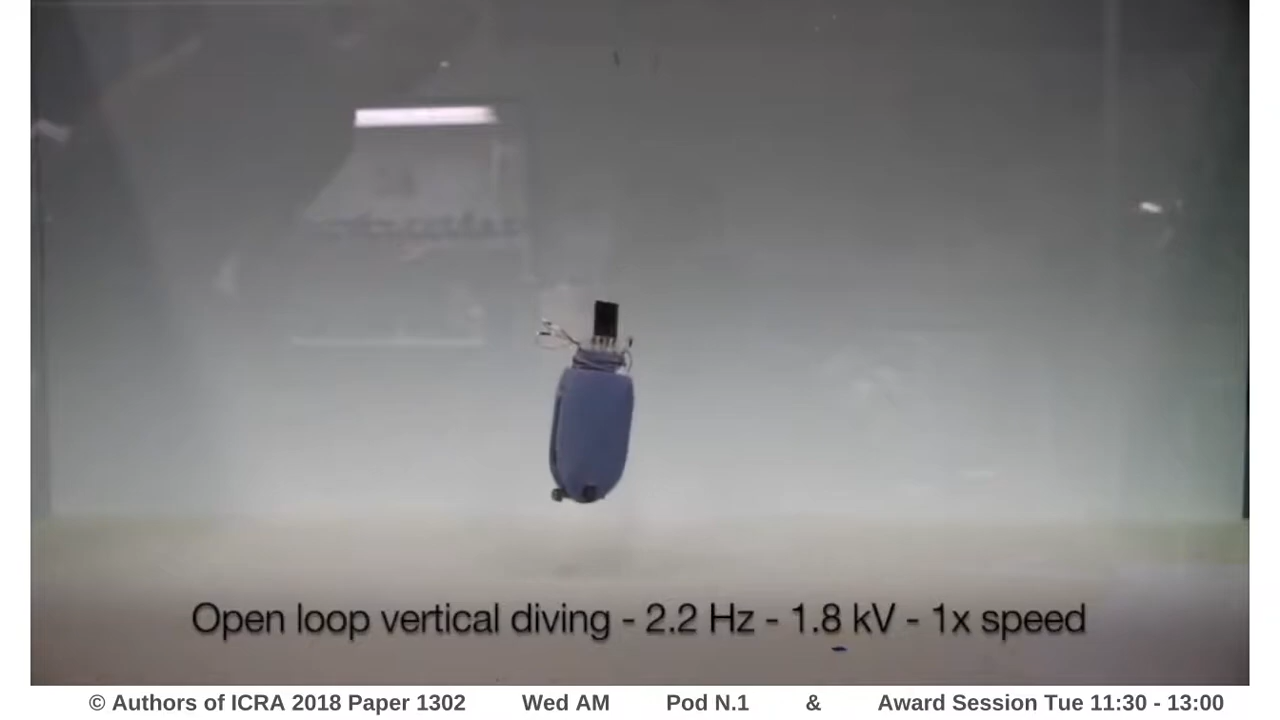 Open loop vertical diving - 2.2 Hz - 1.8 kV - 1x speed
© Authors of ICRA 2018 Paper 1302 Wed AM Pod N.1 & Award Session Tue 11:30 - 13:00